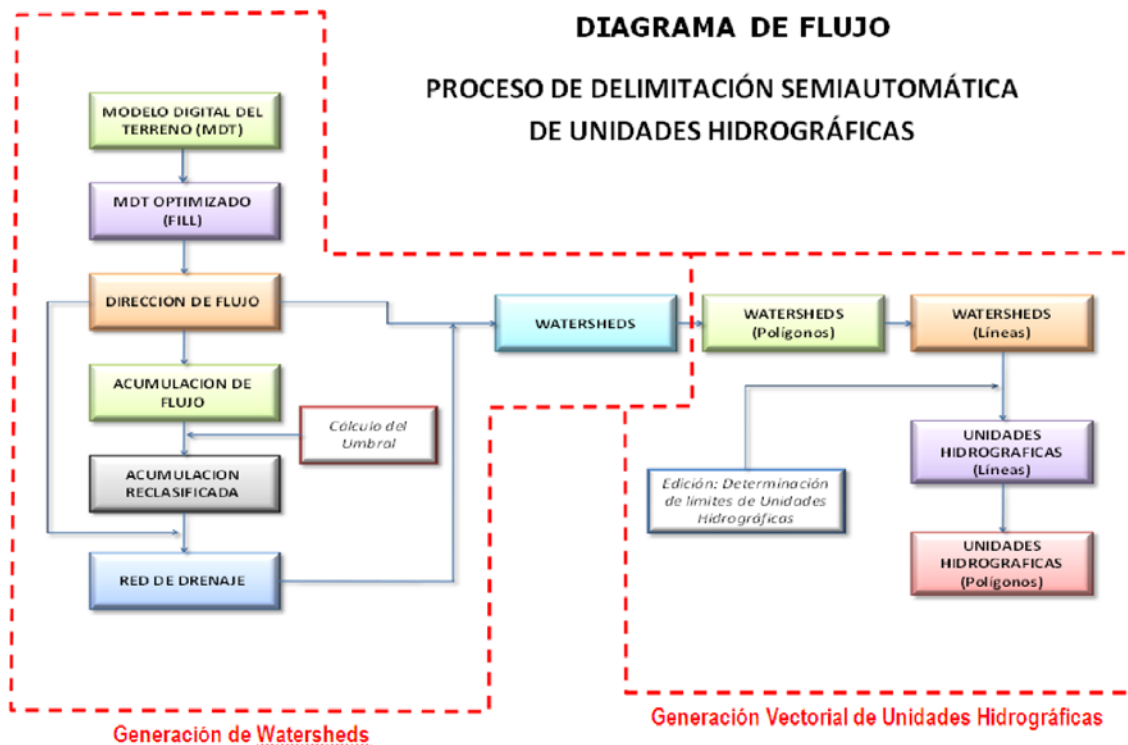 DIAGRAMA DE FLUJO
PROCESO DE DELIMITACIÓN SEMIAUTOMÁTICA
DE UNIDADES HIDROGRÁFICAS
MODELO DIGITAL DEL
TERRENO (MDT)
MDT OPTIMIZADO
(FILL)
DIRECCION DE FLUJO
ACUMULACION DE
FLUJO
Cálculo del
Umbral
ACUMULACION
RECLASIFICADA
RED DE DRENAJE
WATERSHEDS
WATERSHEDS
(Polígonos)
WATERSHEDS
(Líneas)
UNIDADES
HIDROGRAFICAS
(Líneas)
Edición: Determinación
de limites de Unidades
Hidrográficas
UNIDADES
HIDROGRAFICAS
(Polígonos)
Generación de Watersheds
Generación Vectorial de Unidades Hidrográficas